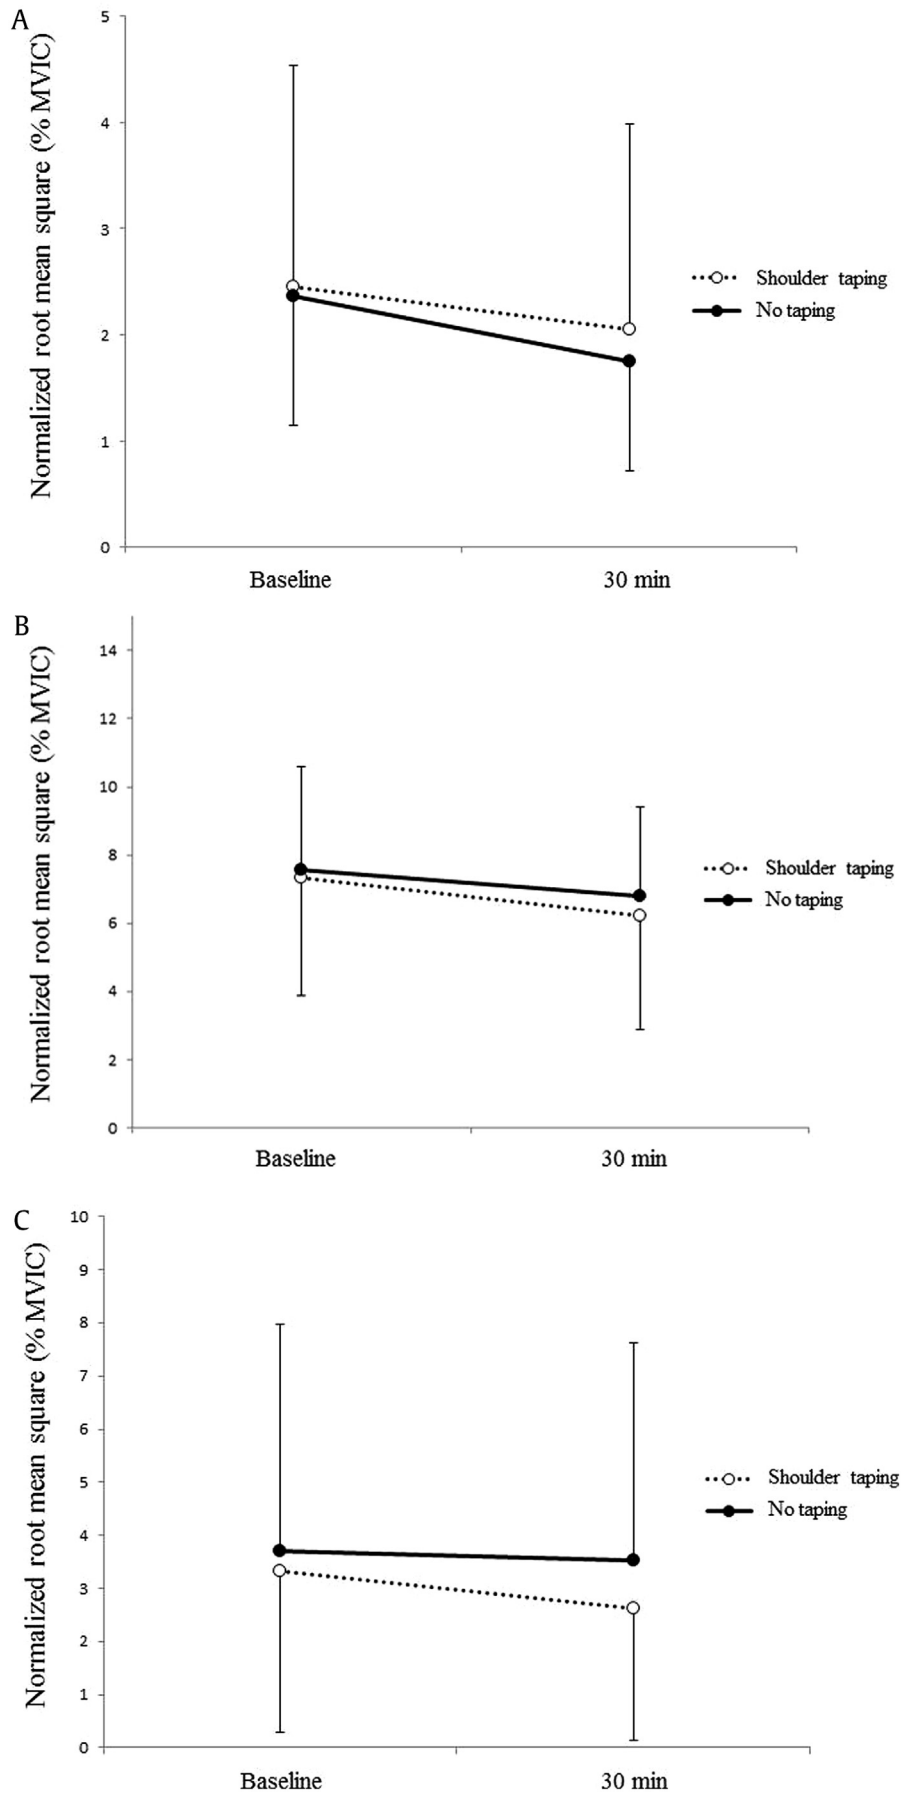 A
Normalized root mean square (% MVIC)
5
4
3
2
1
0
Baseline
30 min
Shoulder taping
No taping
B
Normalized root mean square (% MVIC)
14
12
10
8
6
4
2
0
Baseline
30 min
Shoulder taping
No taping
C
Normalized root mean square (% MVIC)
10
9
8
7
6
5
4
3
2
1
0
Baseline
30 min
Shoulder taping
No taping